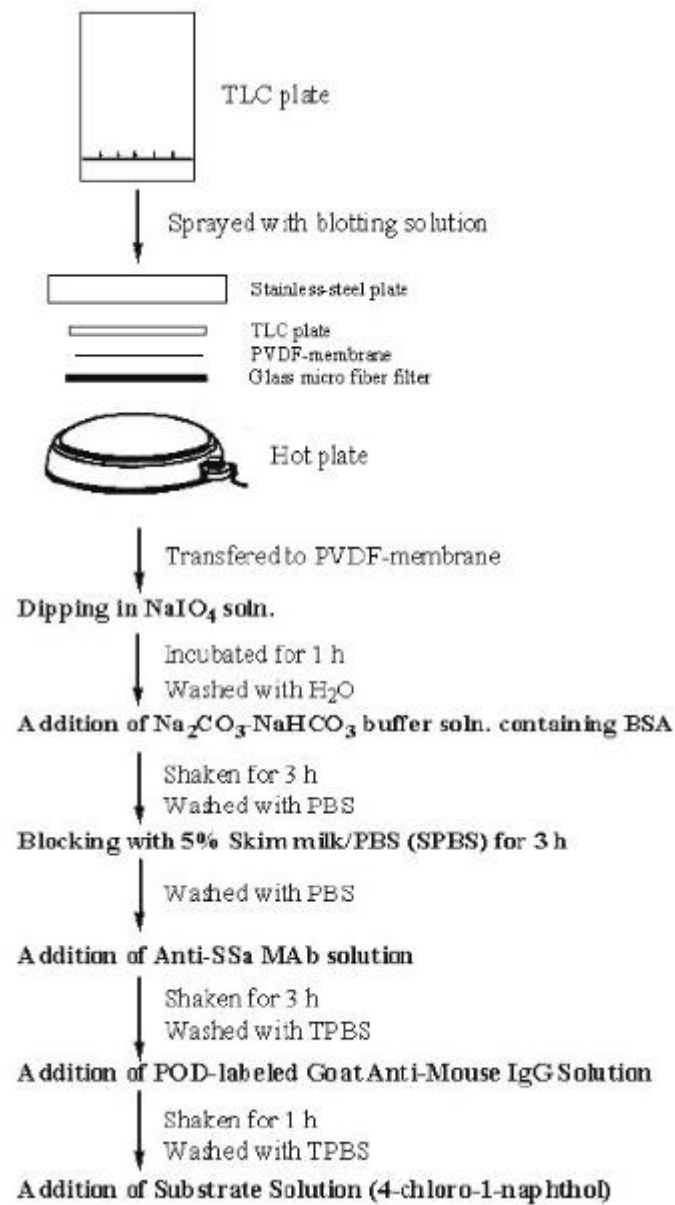 TLC plate
Sprayed with blotting solution
Stainless-steel plate
TLC plate
PVDF-membrane
Glass micro fiber filter
Hot plate
Transfered to PVDF-membrane
Dipping in NaIO4 soln.
Incubated for 1 h
Washed with H2O
Addition of Na2CO3-NaHCO3 buffer soln. containing BSA
Shaken for 3 h
Washed with PBS
Blocking with 5% Skim milk/PBS (SPBS) for 3 h
Washed with PBS
Addition of Anti-SSa MAb solution
Shaken for 3 h
Washed with TPBS
Addition of POD-labeled Goat Anti-Mouse IgG Solution
Shaken for 1 h
Washed with TPBS
Addition of Substrate Solution (4-chloro-1-naphthol)